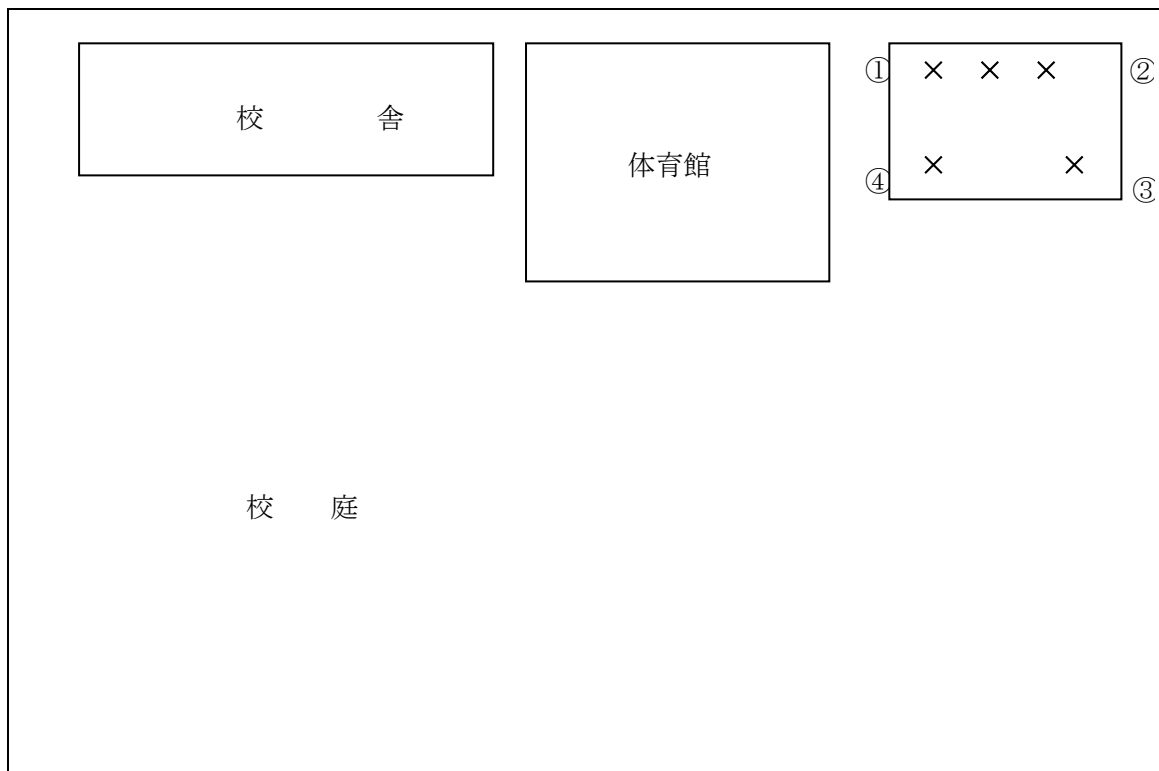 校舎
体育館
① × × × ②
④ × × ③
校庭